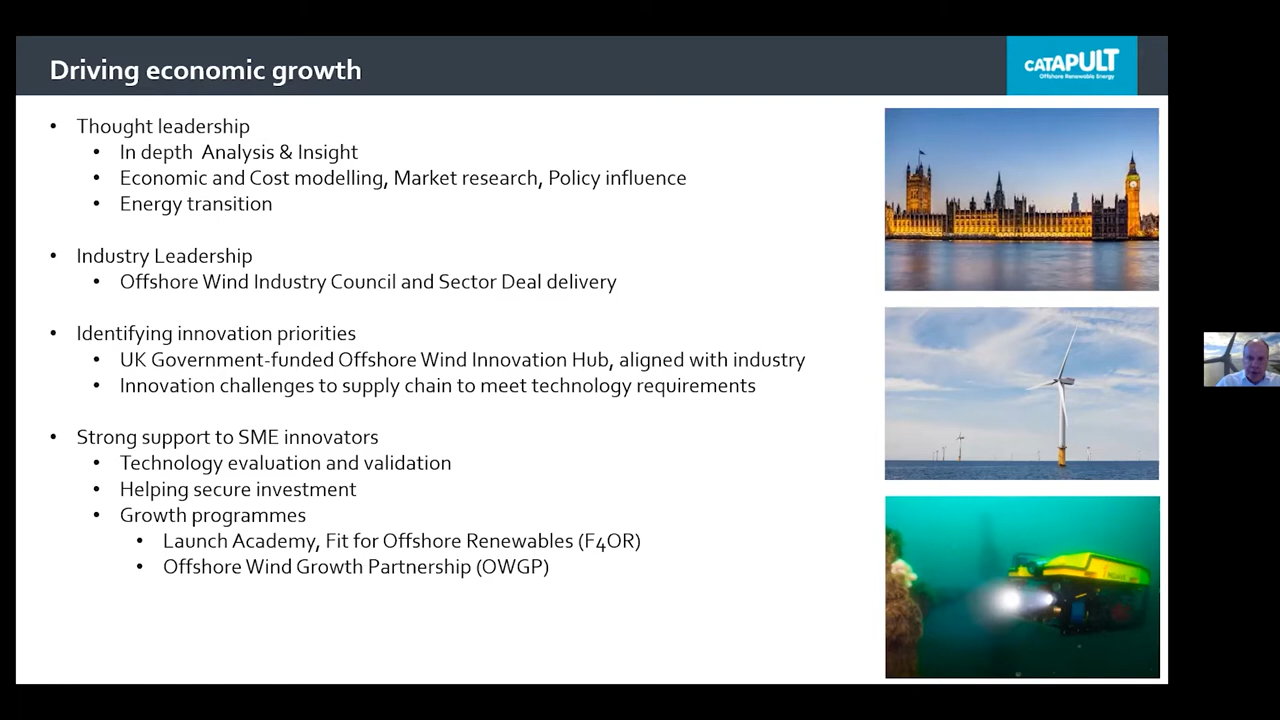 Driving economic growth
CATAPULT
Offshore Renewable Energy
• Thought leadership
• In depth Analysis & Insight
• Economic and Cost modelling, Market research, Policy influence
• Energy transition
• Industry Leadership
• Offshore Wind Industry Council and Sector Deal delivery
• Identifying innovation priorities
• UK Government-funded Offshore Wind Innovation Hub, aligned with industry
• Innovation challenges to supply chain to meet technology requirements
• Strong support to SME innovators
• Technology evaluation and validation
• Helping secure investment
• Growth programmes
• Launch Academy, Fit for Offshore Renewables (F4OR)
• Offshore Wind Growth Partnership (OWGP)